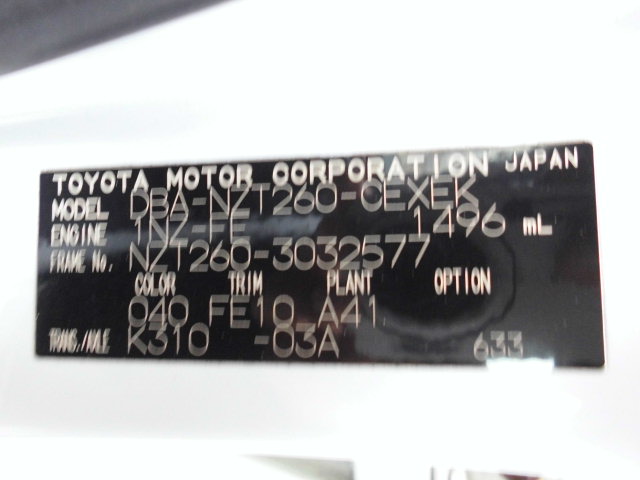 TOYOTA MOTOR CORPORATION JAPAN
MODEL DBA-NZT260-CEXEK
ENGINE 1NZ-FE 1496 mL
FRAME No. NZT260-3032577
COLOR TRIM PLANT OPTION
040 FE10 A41
TRANS./AXLE K310 -03A 633